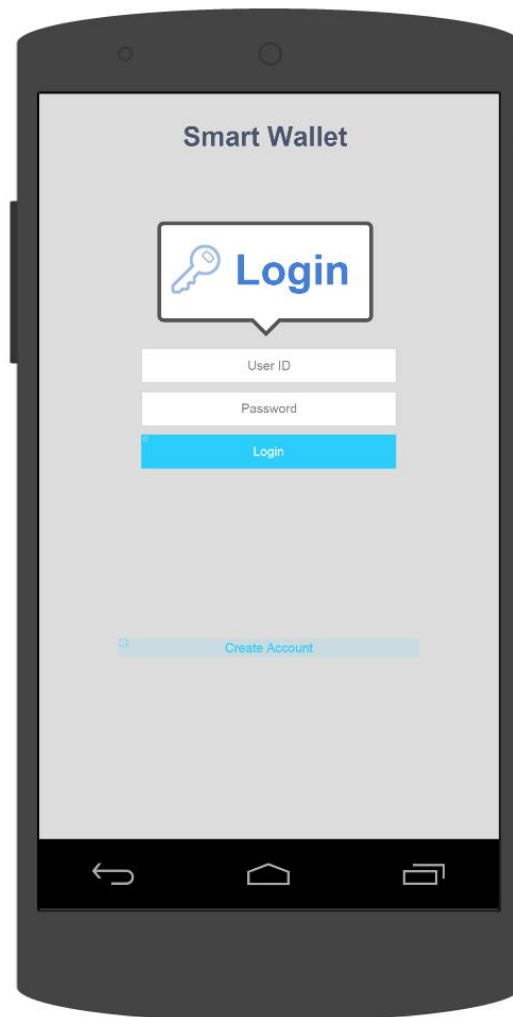 Smart Wallet
Login
User ID
Password
Login
Create Account